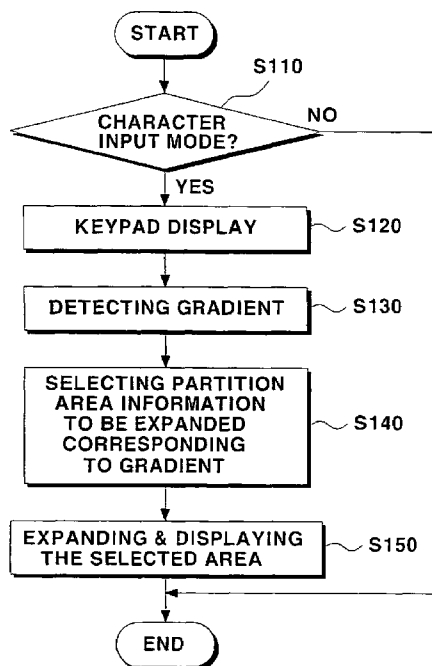 START
S110
CHARACTER
INPUT MODE?
NO
YES
KEYPAD DISPLAY
S120
DETECTING GRADIENT
S130
SELECTING PARTITION
AREA INFORMATION
TO BE EXPANDED
CORRESPONDING
TO GRADIENT
S140
EXPANDING & DISPLAYING
THE SELECTED AREA
S150
END